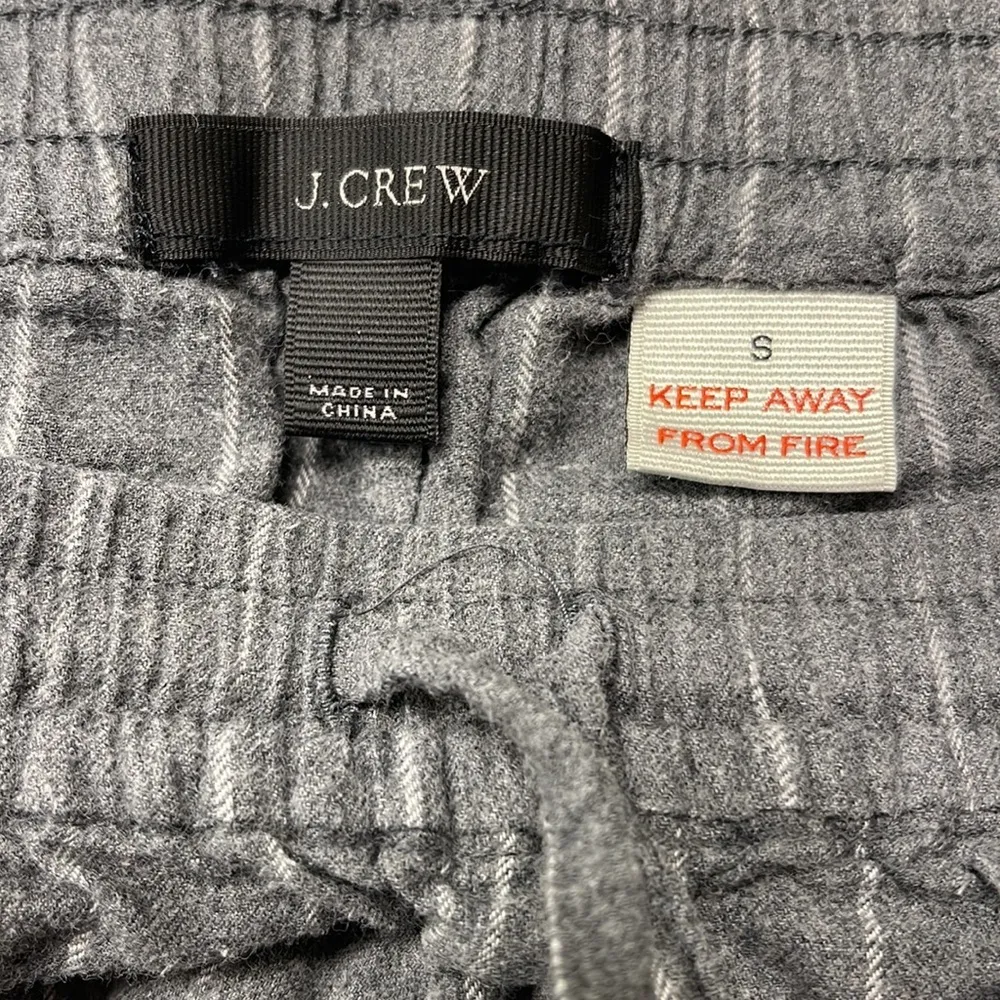 J.CREW
MADE IN
CHINA
S
KEEP AWAY
FROM FIRE